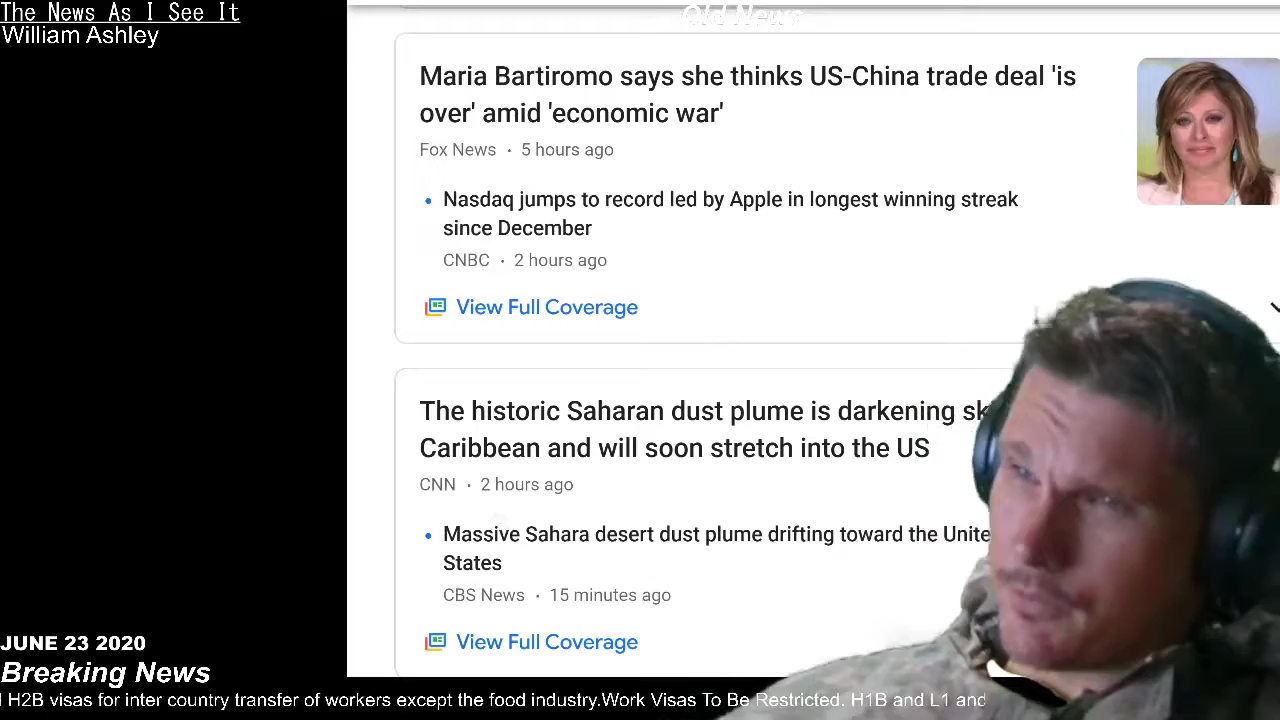 The News As I See It
William Ashley
Old News
Maria Bartiromo says she thinks US-China trade deal 'is
over' amid 'economic war'
Fox News · 5 hours ago
Nasdaq jumps to record led by Apple in longest winning streak
since December
CNBC · 2 hours ago
View Full Coverage
The historic Saharan dust plume is darkening
Caribbean and will soon stretch into the US
CNN · 2 hours ago
Massive Sahara desert dust plume drifting toward the Unite
States
CBS News · 15 minutes ago
View Full Coverage
JUNE 23 2020
Breaking News
H2B visas for inter country transfer of workers except the food industry.Work Visas To Be Restricted. H1B and L1 and